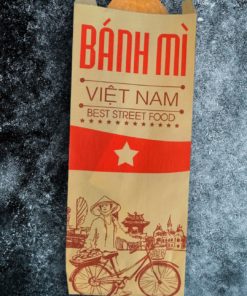 BÁNH MÌ
VIỆT NAM
BEST STREET FOOD